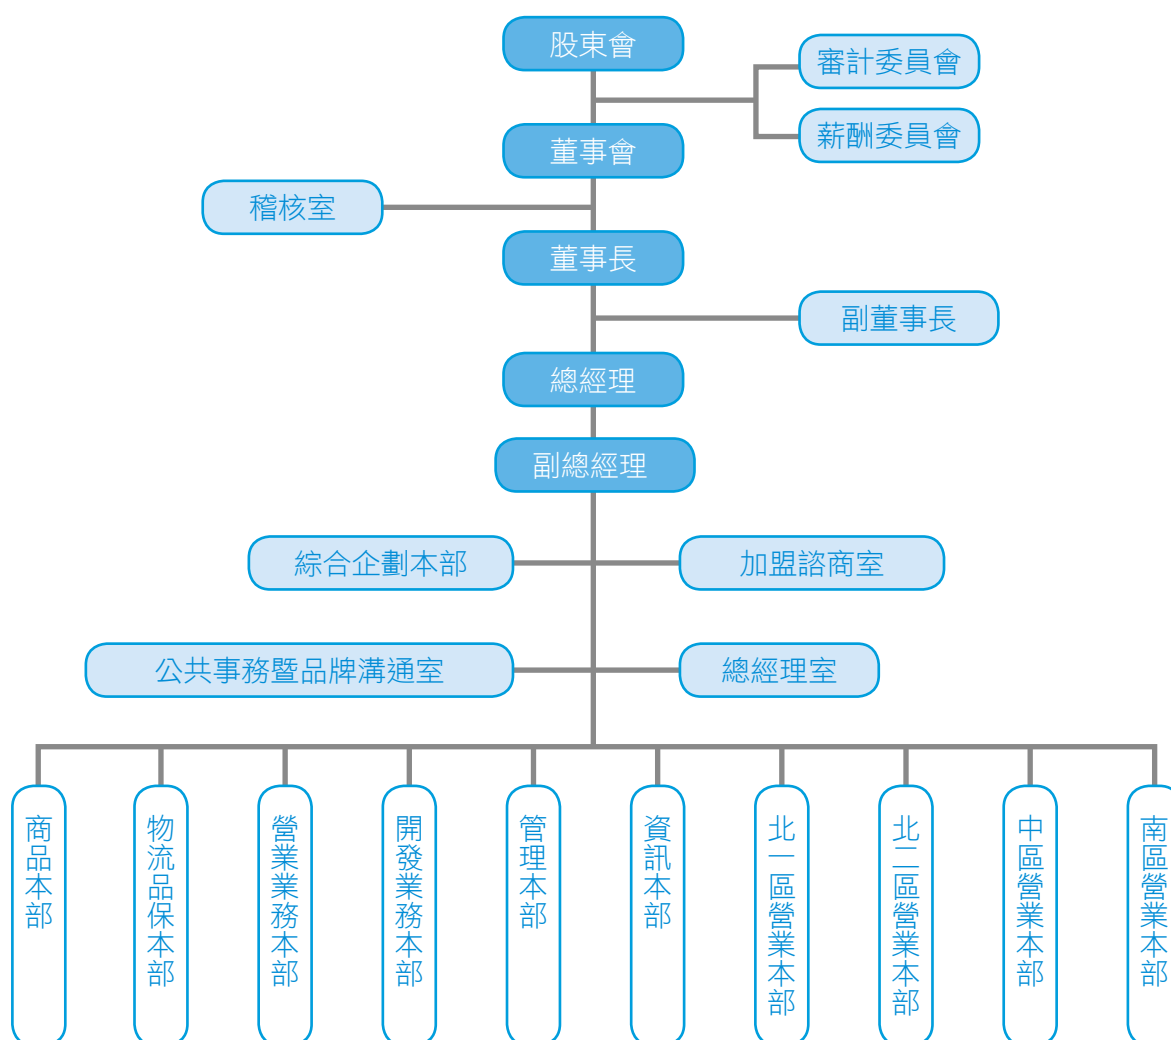 股東會
審計委員會
薪酬委員會
董事會
稽核室
董事長
副董事長
總經理
副總經理
綜合企劃本部
加盟諮商室
公共事務暨品牌溝通室
總經理室
商品本部
物流品保本部
營業業務本部
開發業務本部
管理本部
資訊本部
北一區營業本部
北二區營業本部
中區營業本部
南區營業本部